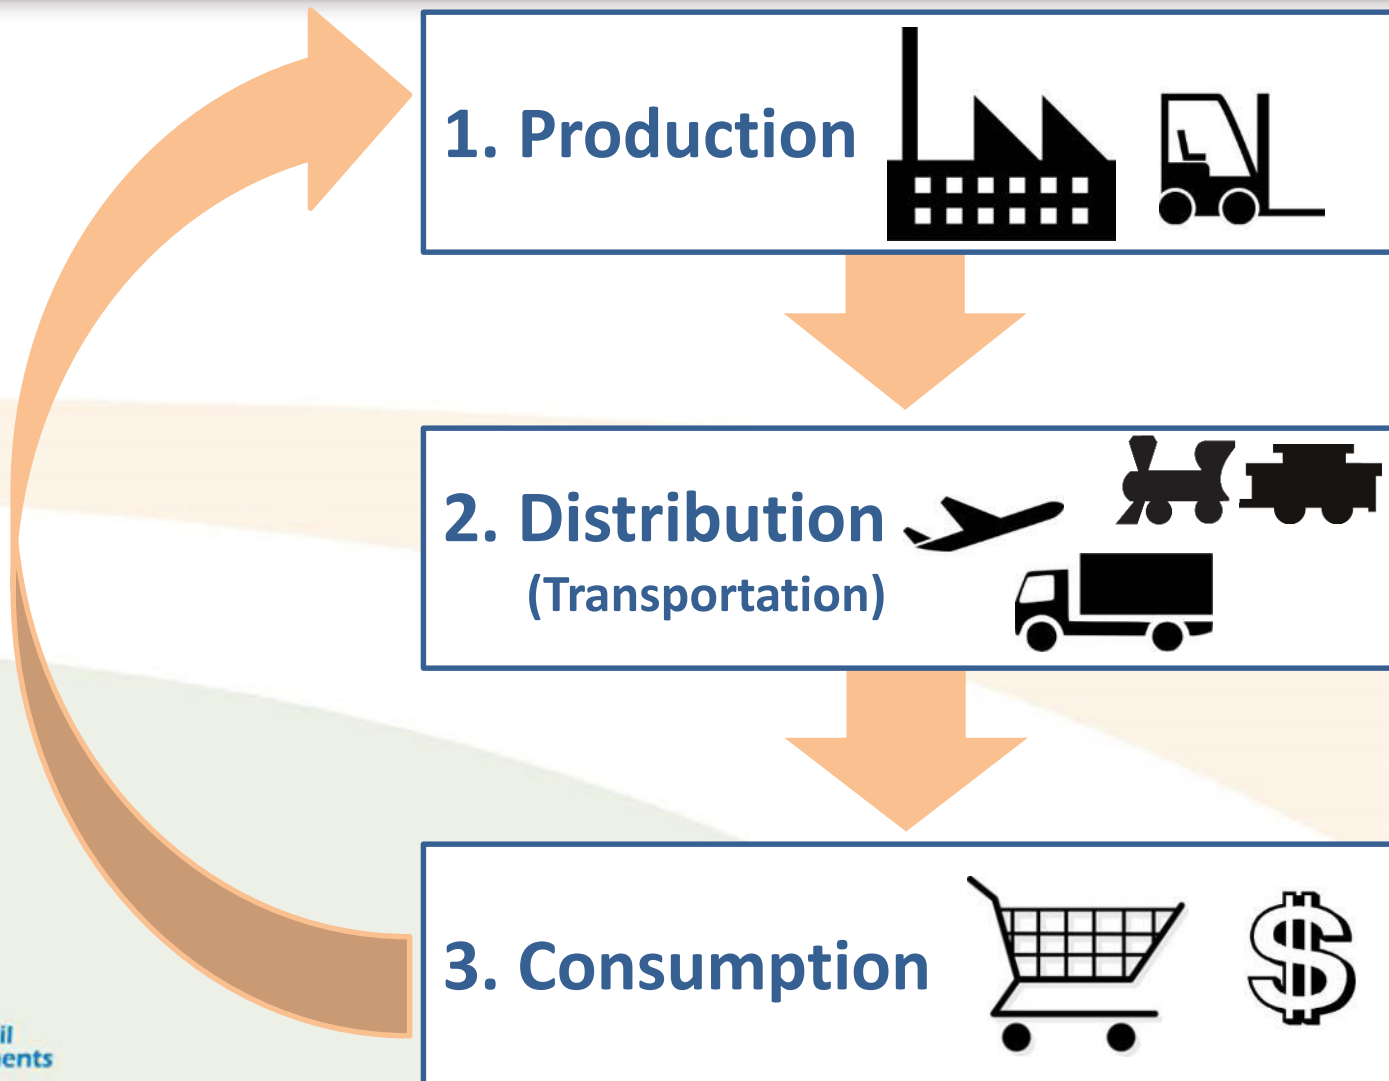 1. Production
2. Distribution
(Transportation)
3. Consumption
$